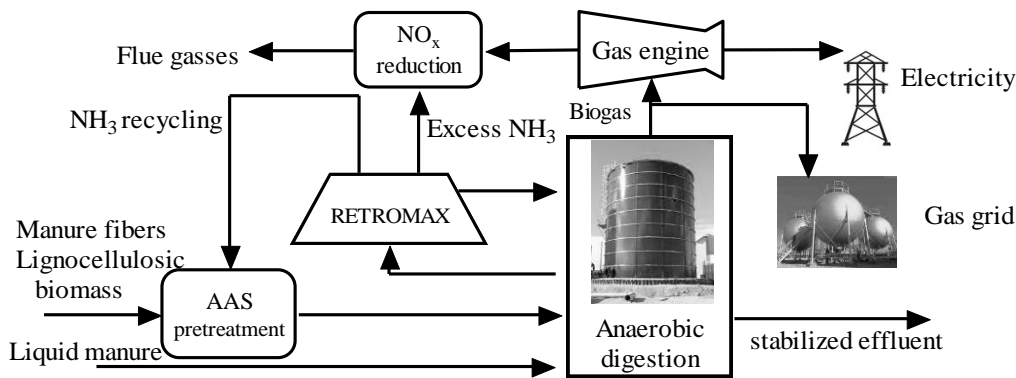 NOx
reduction
Flue gasses
Gas engine
Electricity
NH3 recycling
Excess NH3
Biogas
RETROMAX
Gas grid
Manure fibers
Lignocellulosic
biomass
AAS
pretreatment
Anaerobic
digestion
stabilized effluent
Liquid manure